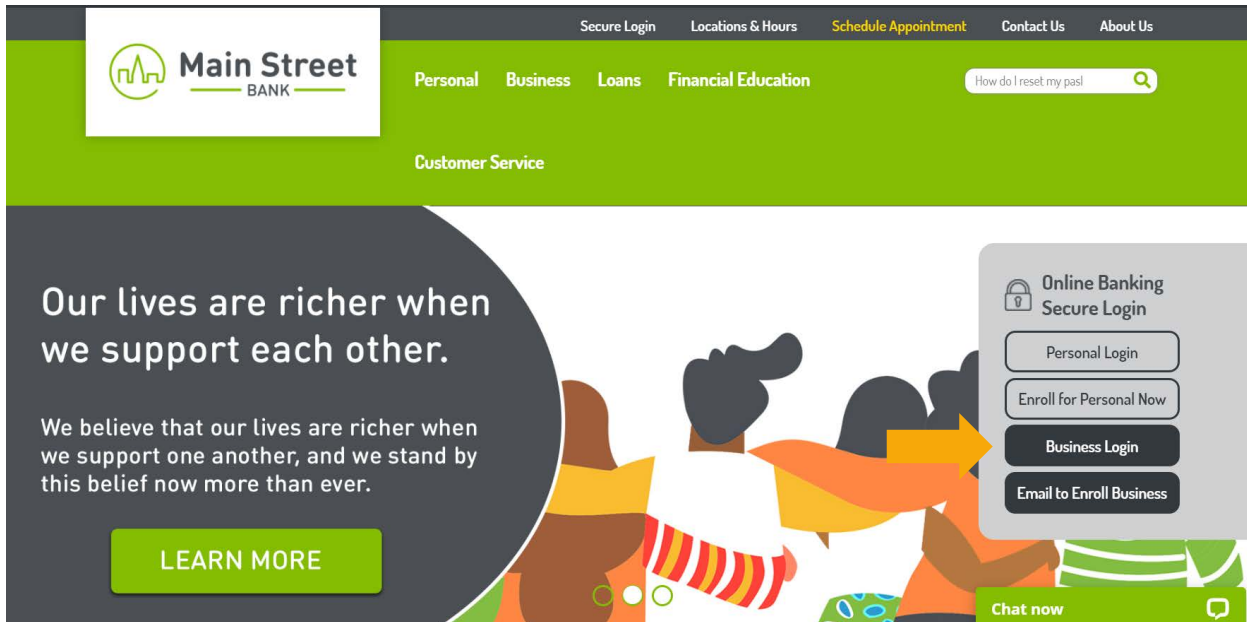 Secure Login Locations & Hours Schedule Appointment Contact Us About Us
Main Street
BANK
Personal Business Loans Financial Education
How do I reset my pasl
Customer Service
Our lives are richer when
we support each other.
We believe that our lives are richer when
we support one another, and we stand by
this belief now more than ever.
LEARN MORE
Online Banking
Secure Login
Personal Login
Enroll for Personal Now
Business Login
Email to Enroll Business
Chat now